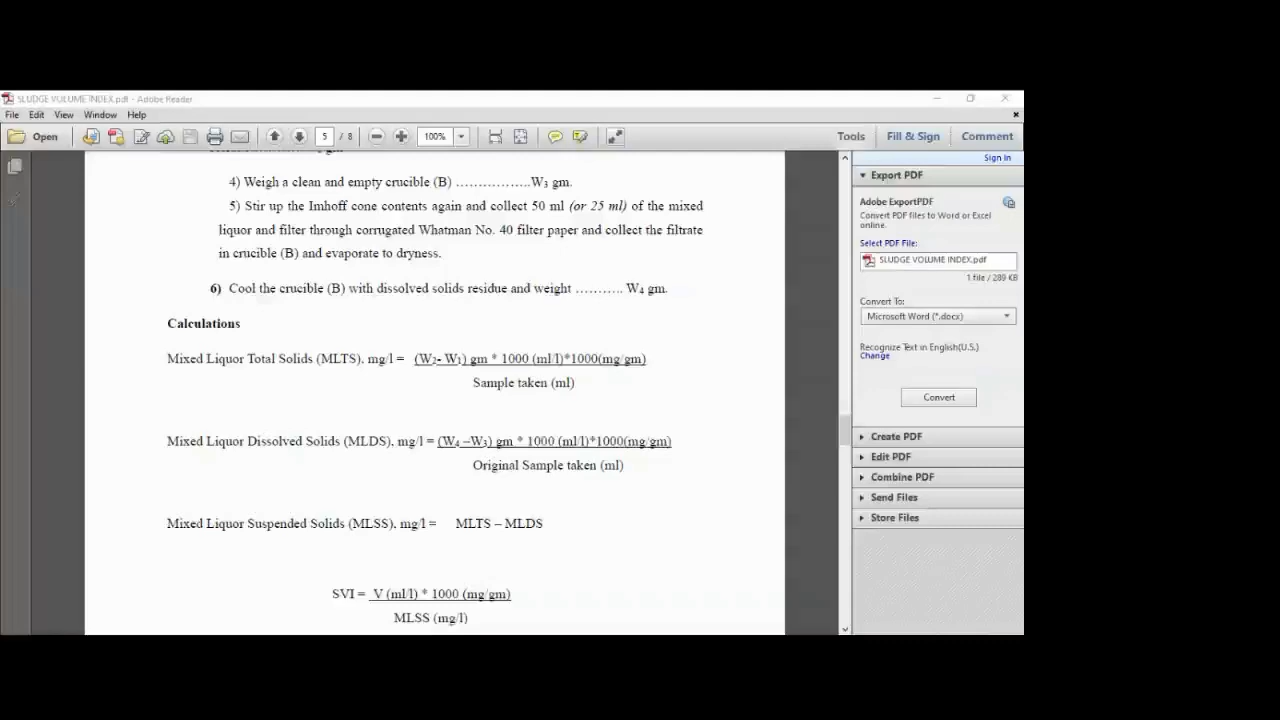 SLUDGE VOLUME INDEX.pdf - Adobe Reader
File Edit View Window Help
Open 5 / 8 100% Tools Fill & Sign Comment
Sign In
4) Weigh a clean and empty crucible (B) ……………..W3 gm.
5) Stir up the Imhoff cone contents again and collect 50 ml (or 25 ml) of the mixed
liquor and filter through corrugated Whatman No. 40 filter paper and collect the filtrate
in crucible (B) and evaporate to dryness.
6) Cool the crucible (B) with dissolved solids residue and weight ……….. W4 gm.
Calculations
Mixed Liquor Total Solids (MLTS), mg/l = (W2- W1) gm * 1000 (ml/l)*1000(mg/gm)
Sample taken (ml)
Mixed Liquor Dissolved Solids (MLDS), mg/l = (W4 –W3) gm * 1000 (ml/l)*1000(mg/gm)
Original Sample taken (ml)
Mixed Liquor Suspended Solids (MLSS), mg/l = MLTS – MLDS
SVI = V (ml/l) * 1000 (mg/gm)
MLSS (mg/l)
Export PDF
Adobe ExportPDF
Convert PDF files to Word or Excel
online.
Select PDF File:
SLUDGE VOLUME INDEX.pdf
1 file / 289 KB
Convert To:
Microsoft Word (*.docx)
Recognize Text in English(U.S.)
Change
Convert
Create PDF
Edit PDF
Combine PDF
Send Files
Store Files